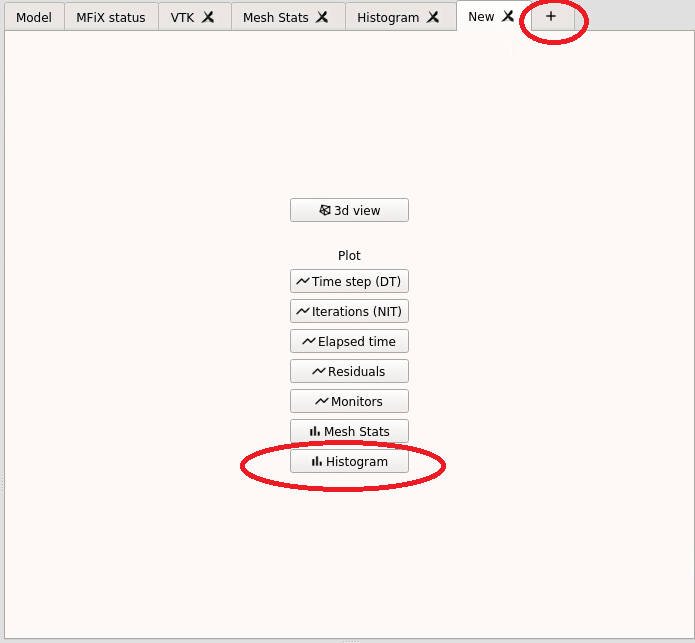 Model MFiX status VTK Mesh Stats Histogram New +
3d view
Plot
Time step (DT)
Iterations (NIT)
Elapsed time
Residuals
Monitors
Mesh Stats
Histogram